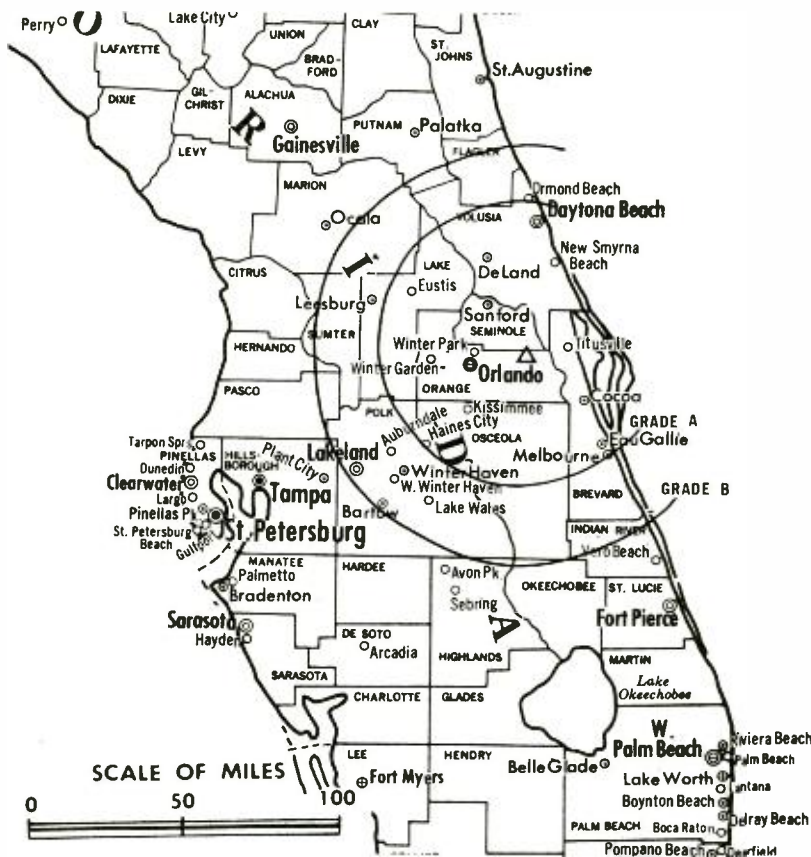 Perry
O
Lake City
CLAY
UNION
LAFAYETTE
BRAD-
FORD
ST.
JOHNS
St. Augustine
DIXIE
GIL-
CHRIST
ALACHUA
R
Gainesville
PUTNAM
Palatka
FLAGLER
LEVY
MARION
Ormond Beach
Daytona Beach
VOLUSIA
Ocala
New Smyrna
Beach
I
LAKE
DeLand
CITRUS
Eustis
Leesburg
Sanford
SEMINOLE
SUMTER
HERNANDO
Winter Park
Titusville
Winter Garden
Orlando
ORANGE
PASCO
Cocoa
POLK
Kissimmee
Auburndale
Haines City
OSCEOLA
D
GRADE A
EauGallie
Melbourne
Tarpon Spr
PINELLAS
HILLS-
BOROUGH
Plant City
Lakeland
Dunedin
Clearwater
Tampa
Winter Haven
W. Winter Haven
GRADE B
BREVARD
Largo
Bartow
Lake Wales
Pinellas P
St. Petersburg
St. Petersburg
Beach
Gulfport
INDIAN RIVER
Vero Beach
MANATEE
HARDEE
Avon Pk.
Palmetto
Bradenton
OKEECHOBEE
ST. LUCIE
Sebring
Fort Pierce
A
Sarasota
Hayden
DE SOTO
Arcadia
HIGHLANDS
MARTIN
SARASOTA
Lake
Okeechobee
CHARLOTTE
GLADES
W.
Palm Beach
Riviera Beach
Palm Beach
LEE
HENDRY
Belle Glade
SCALE OF MILES
Fort Myers
Lake Worth
antana
Boynton Beach
0 50 100
Delray Beach
PALM BEACH
Boca Raton
Pompano Beach
Deerfield